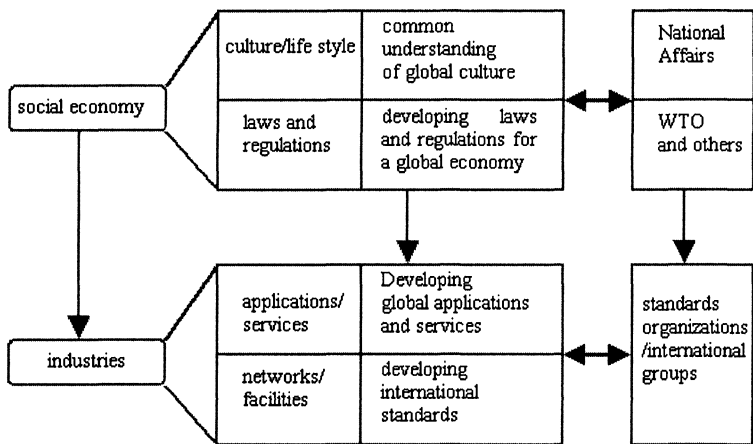 social economy
culture/life style
common
understanding
of global culture
laws and
regulations
developing laws
and regulations for
a global economy
National
Affairs
WTO
and others
industries
applications/
services
Developing
global applications
and services
networks/
facilities
developing
international
standards
standards
organizations
/international
groups